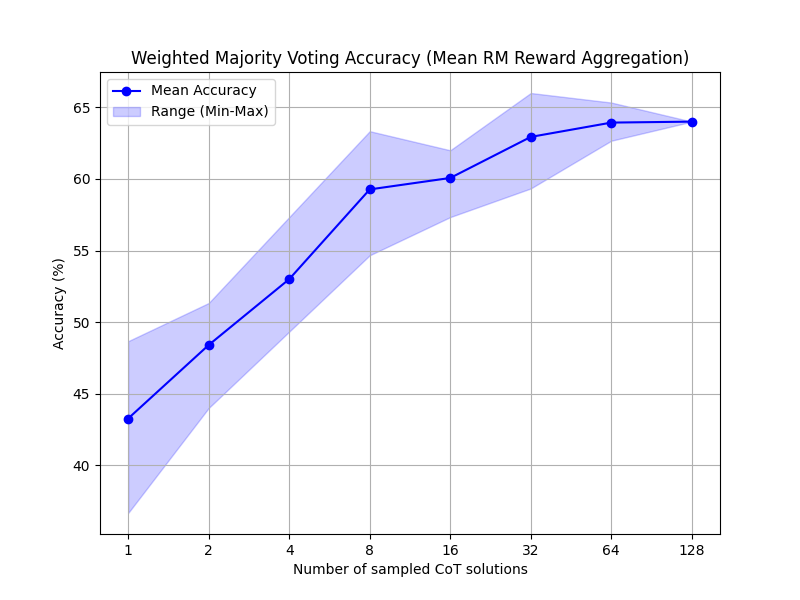 Weighted Majority Voting Accuracy (Mean RM Reward Aggregation)
Mean Accuracy
Range (Min-Max)
Accuracy (%)
65
60
55
50
45
40
1 2 4 8 16 32 64 128
Number of sampled CoT solutions